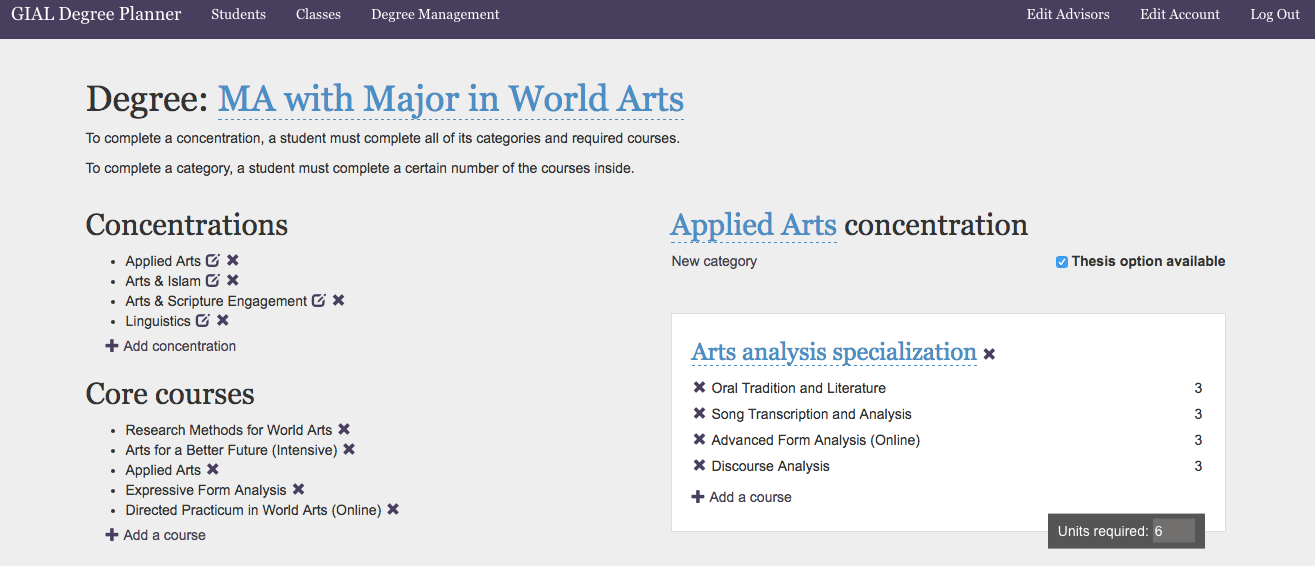 GIAL Degree Planner Students Classes Degree Management Edit Advisors Edit Account Log Out
Degree: MA with Major in World Arts
To complete a concentration, a student must complete all of its categories and required courses.
To complete a category, a student must complete a certain number of the courses inside.
Concentrations
Applied Arts
Arts & Islam
Arts & Scripture Engagement
Linguistics
Add concentration
Core courses
Research Methods for World Arts
Arts for a Better Future (Intensive)
Applied Arts
Expressive Form Analysis
Directed Practicum in World Arts (Online)
Add a course
Applied Arts concentration
New category Thesis option available
Arts analysis specialization
Oral Tradition and Literature 3
Song Transcription and Analysis 3
Advanced Form Analysis (Online) 3
Discourse Analysis 3
Add a course
Units required: 6